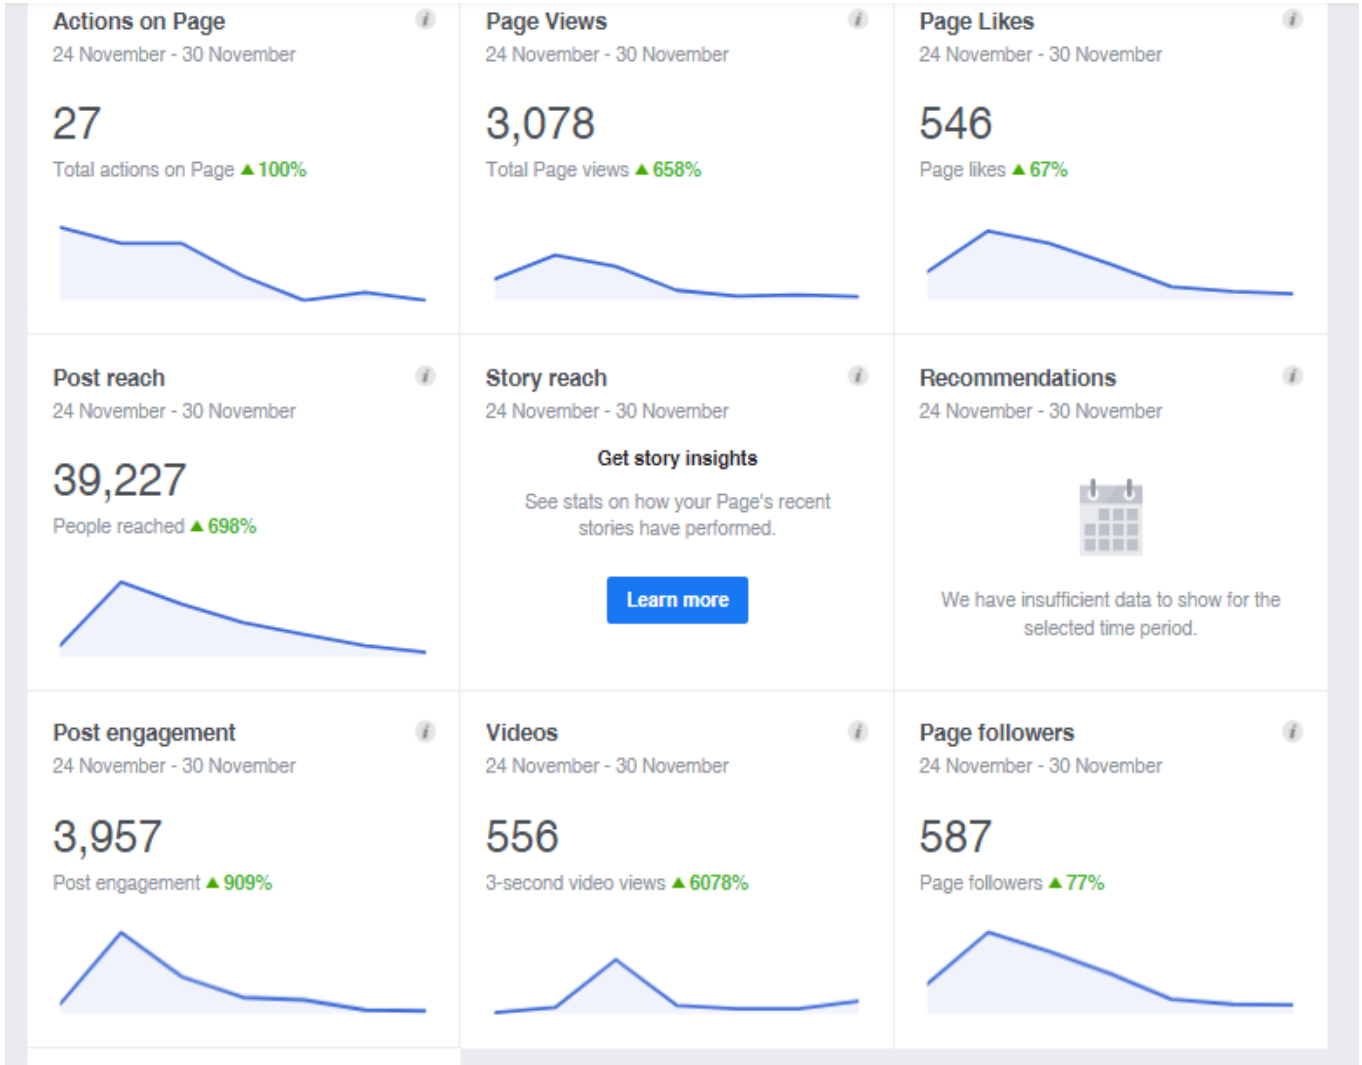 Actions on Page
24 November - 30 November
27
Total actions on Page ▲ 100%
Page Views
24 November - 30 November
3,078
Total Page views ▲ 658%
Page Likes
24 November - 30 November
546
Page likes ▲ 67%
Post reach
24 November - 30 November
39,227
People reached ▲ 698%
Story reach
24 November - 30 November
Get story insights
See stats on how your Page's recent
stories have performed.
Learn more
Recommendations
24 November - 30 November
We have insufficient data to show for the
selected time period.
Post engagement
24 November - 30 November
3,957
Post engagement ▲ 909%
Videos
24 November - 30 November
556
3-second video views ▲ 6078%
Page followers
24 November - 30 November
587
Page followers ▲ 77%